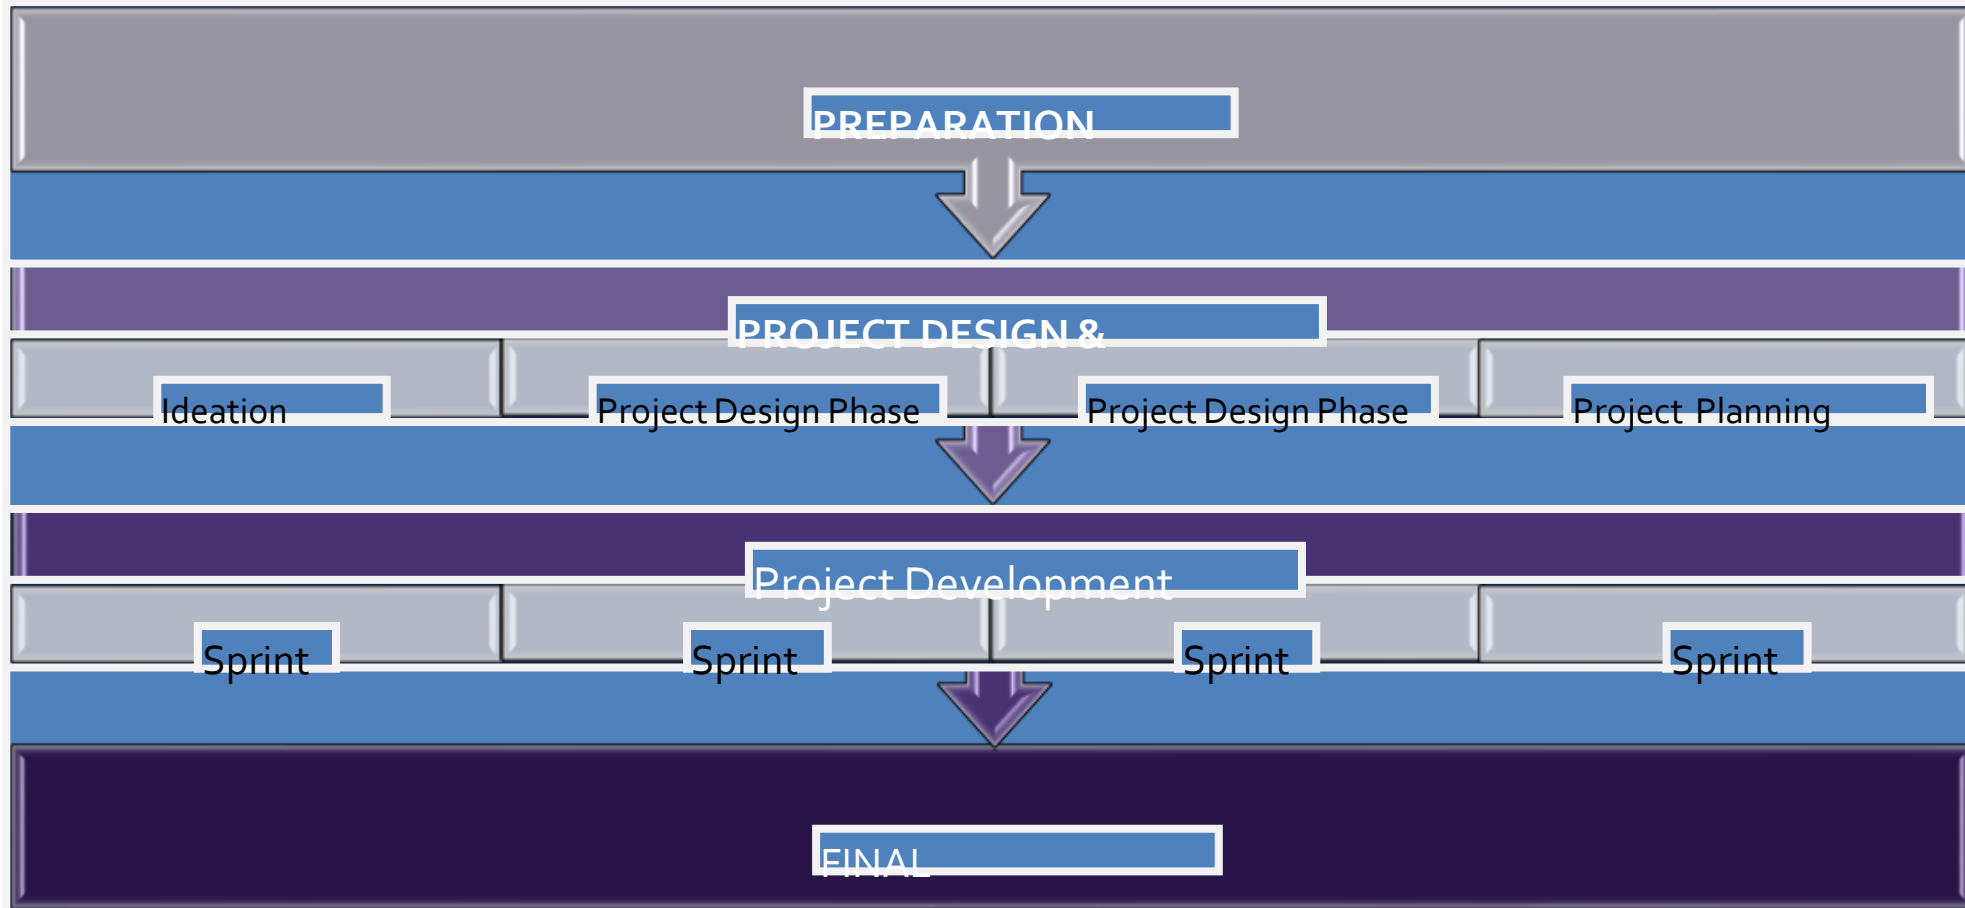 PREPARATION
PROJECT DESIGN &
Ideation
Project Design Phase
Project Design Phase
Project Planning
Project Development
Sprint
Sprint
Sprint
Sprint
FINAL